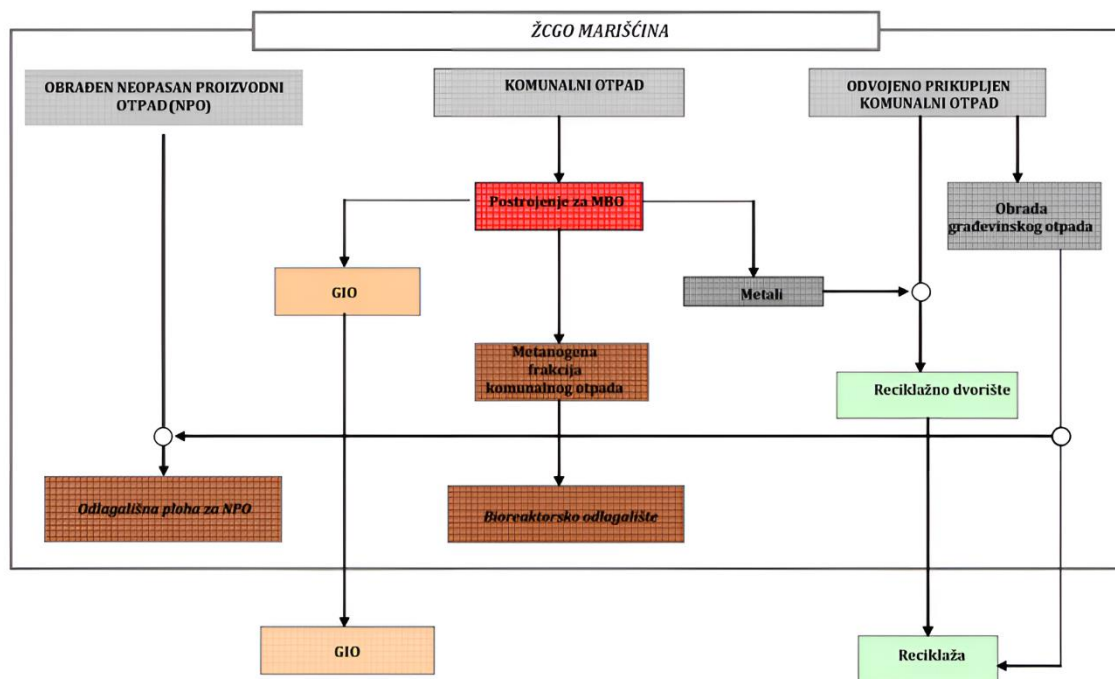 ŽCGO MARIŠĆINA
OBRAĐEN NEOPASAN PROIZVODNI
OTPAD(NPO)
KOMUNALNI OTPAD
ODVOJENO PRIKUPLJEN
KOMUNALNI OTPAD
Postrojenje za MBO
Obrada
građevinskog otpada
GIO
Metali
Metanogena
frakcija
komunalnog otpada
Reciklažno dvorište
Odlagališna ploha za NPO
Bioreaktorsko odlagalište
GIO
Reciklaža